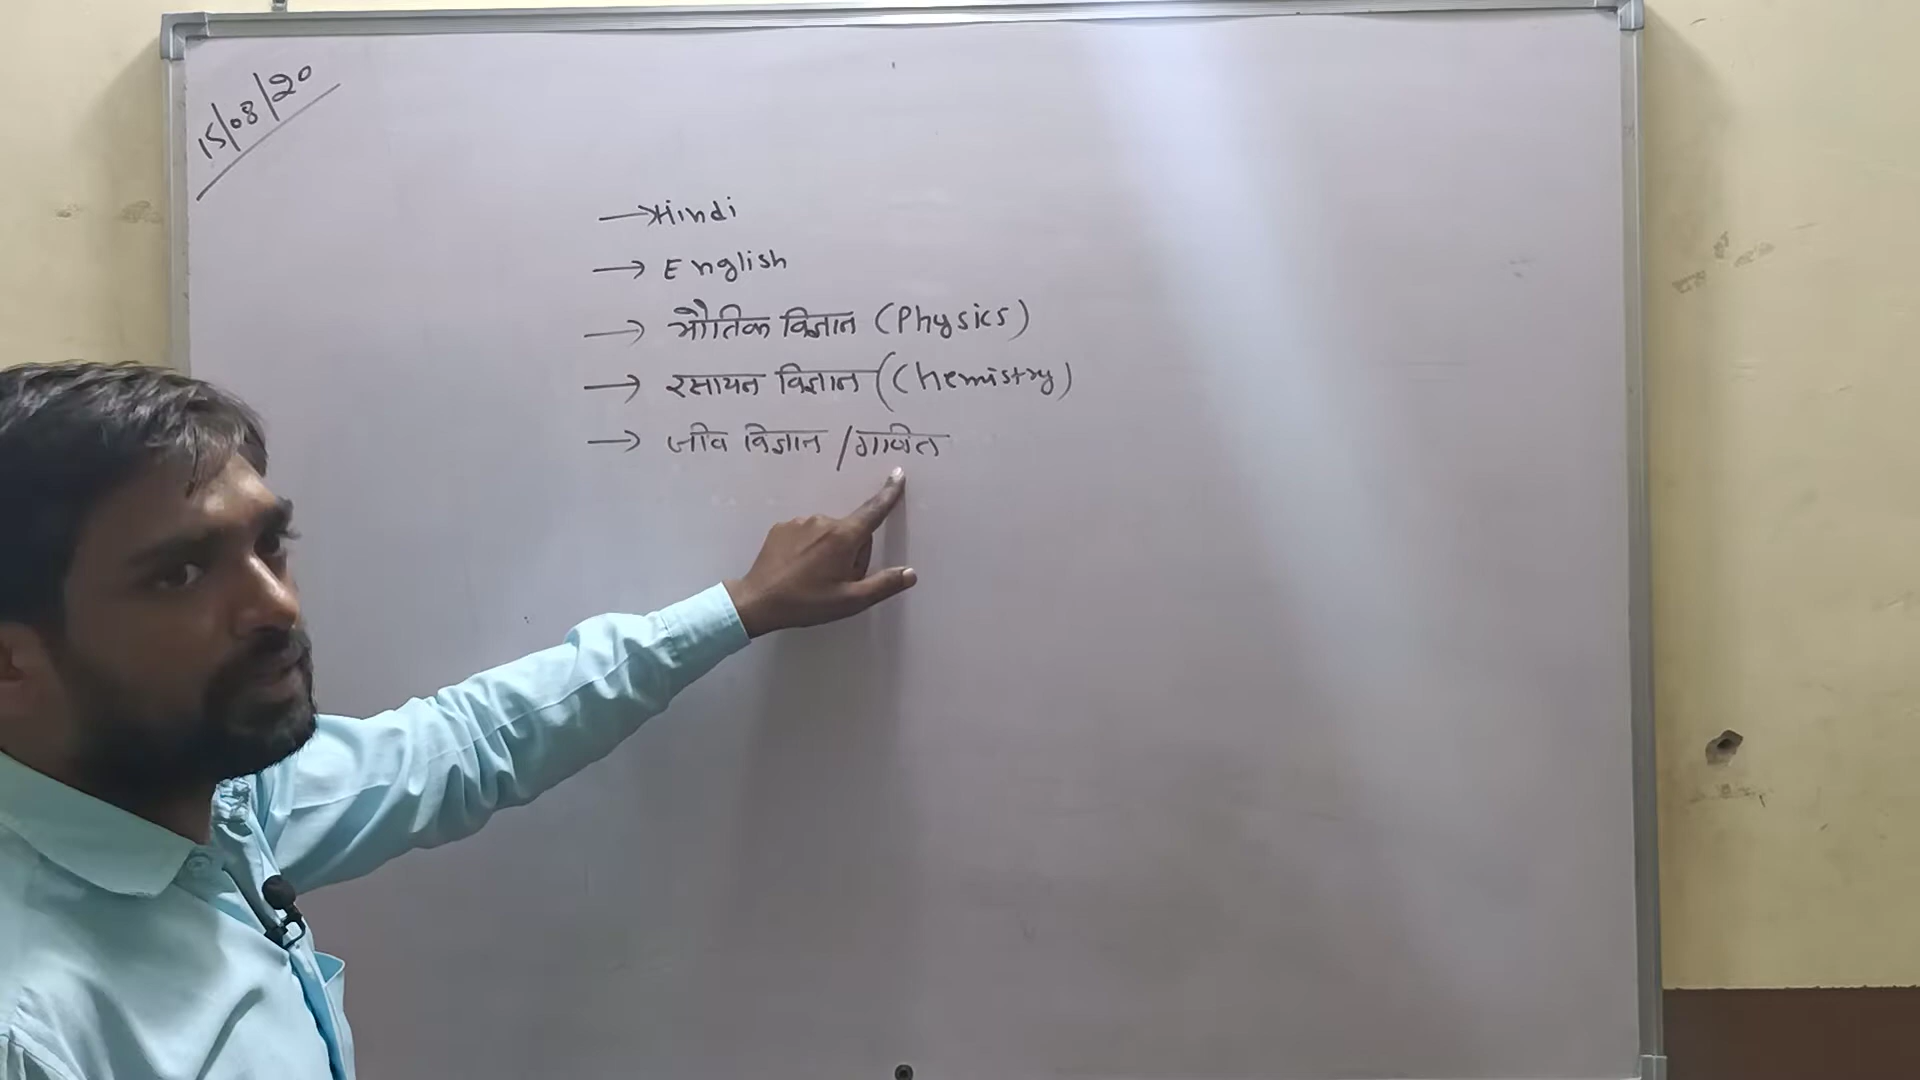 15/08/20
→ Hindi
→ English
→ भौतिक विज्ञान (Physics)
→ रसायन विज्ञान (Chemistry)
→ जीव विज्ञान / गणित